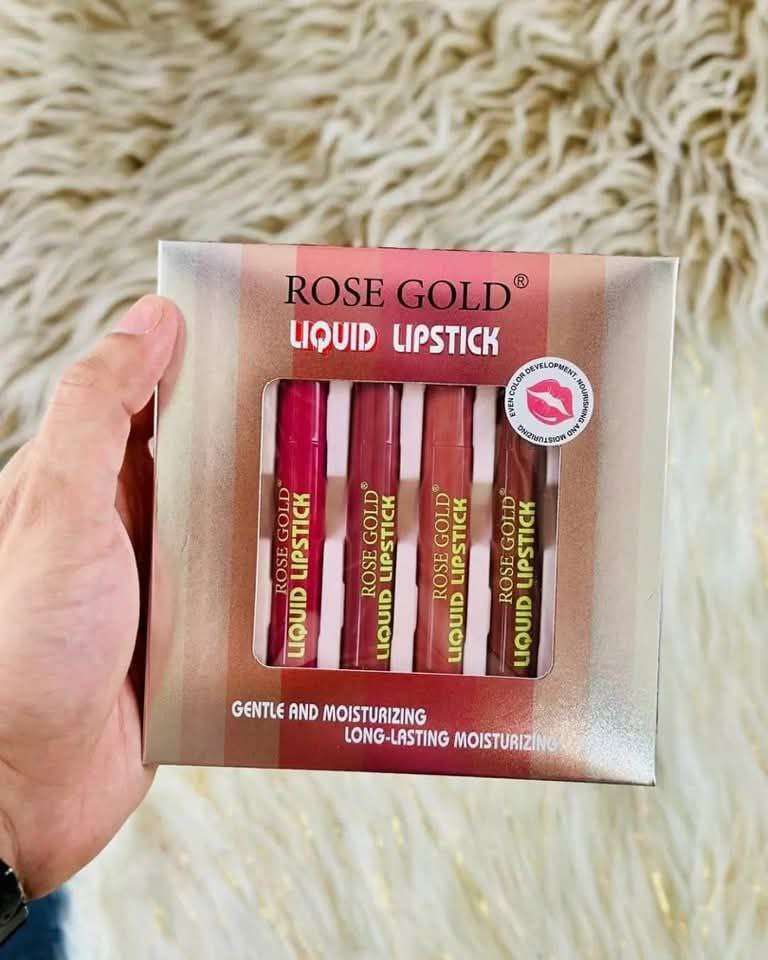 ROSE GOLD®
LIQUID LIPSTICK
EVEN COLOR DEVELOPMENT, NOURISHING AND MOISTURIZING
ROSE GOLD®
LIQUID LIPSTICK
ROSE GOLD®
LIQUID LIPSTICK
ROSE GOLD®
LIQUID LIPSTICK
ROSE GOLD®
LIQUID LIPSTICK
GENTLE AND MOISTURIZING
LONG-LASTING MOISTURIZING